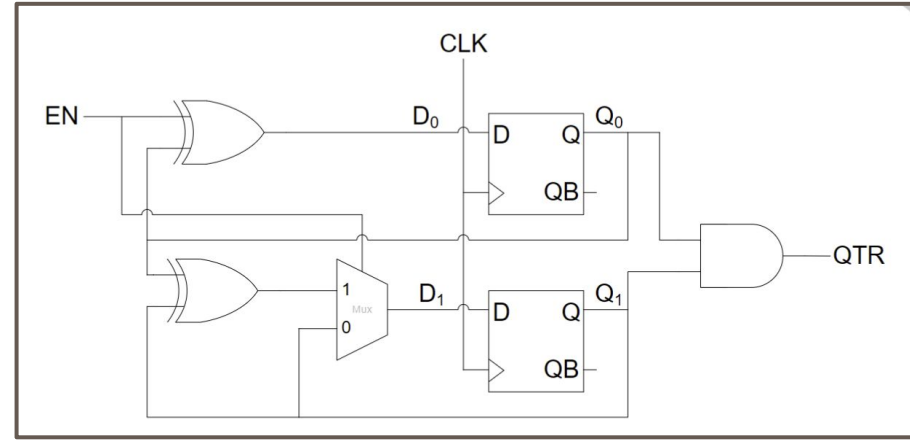 CLK
EN
D₀
Q₀
D
Q
QB
QTR
1
Mux
0
D₁
Q₁
D
Q
QB